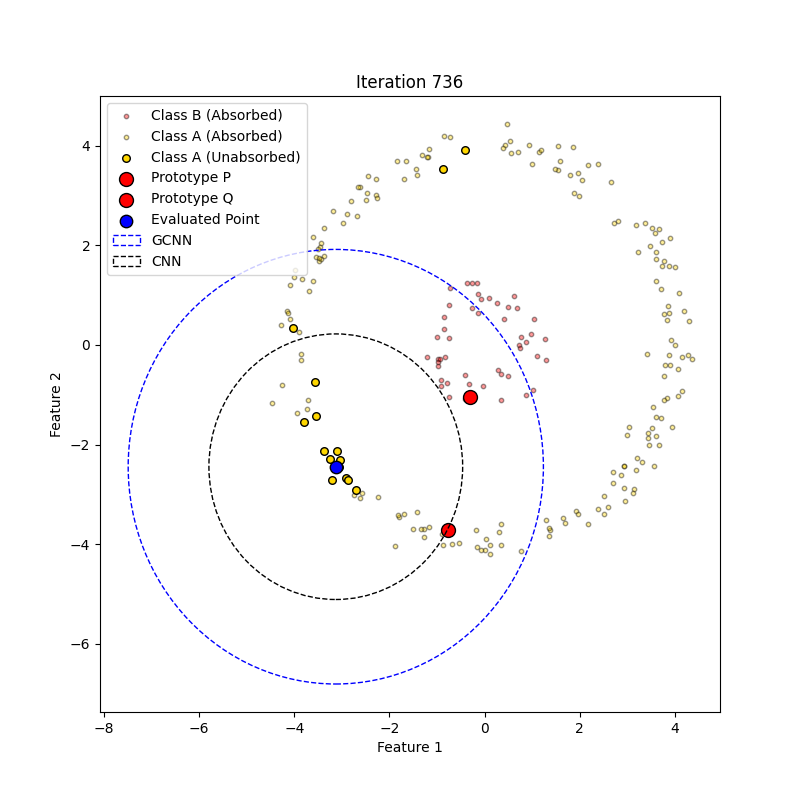 Iteration 736
Class B (Absorbed)
Class A (Absorbed)
Class A (Unabsorbed)
Prototype P
Prototype Q
Evaluated Point
GCNN
CNN
4
2
0
−2
−4
−6
Feature 2
−8
−6
−4
−2
0
2
4
Feature 1